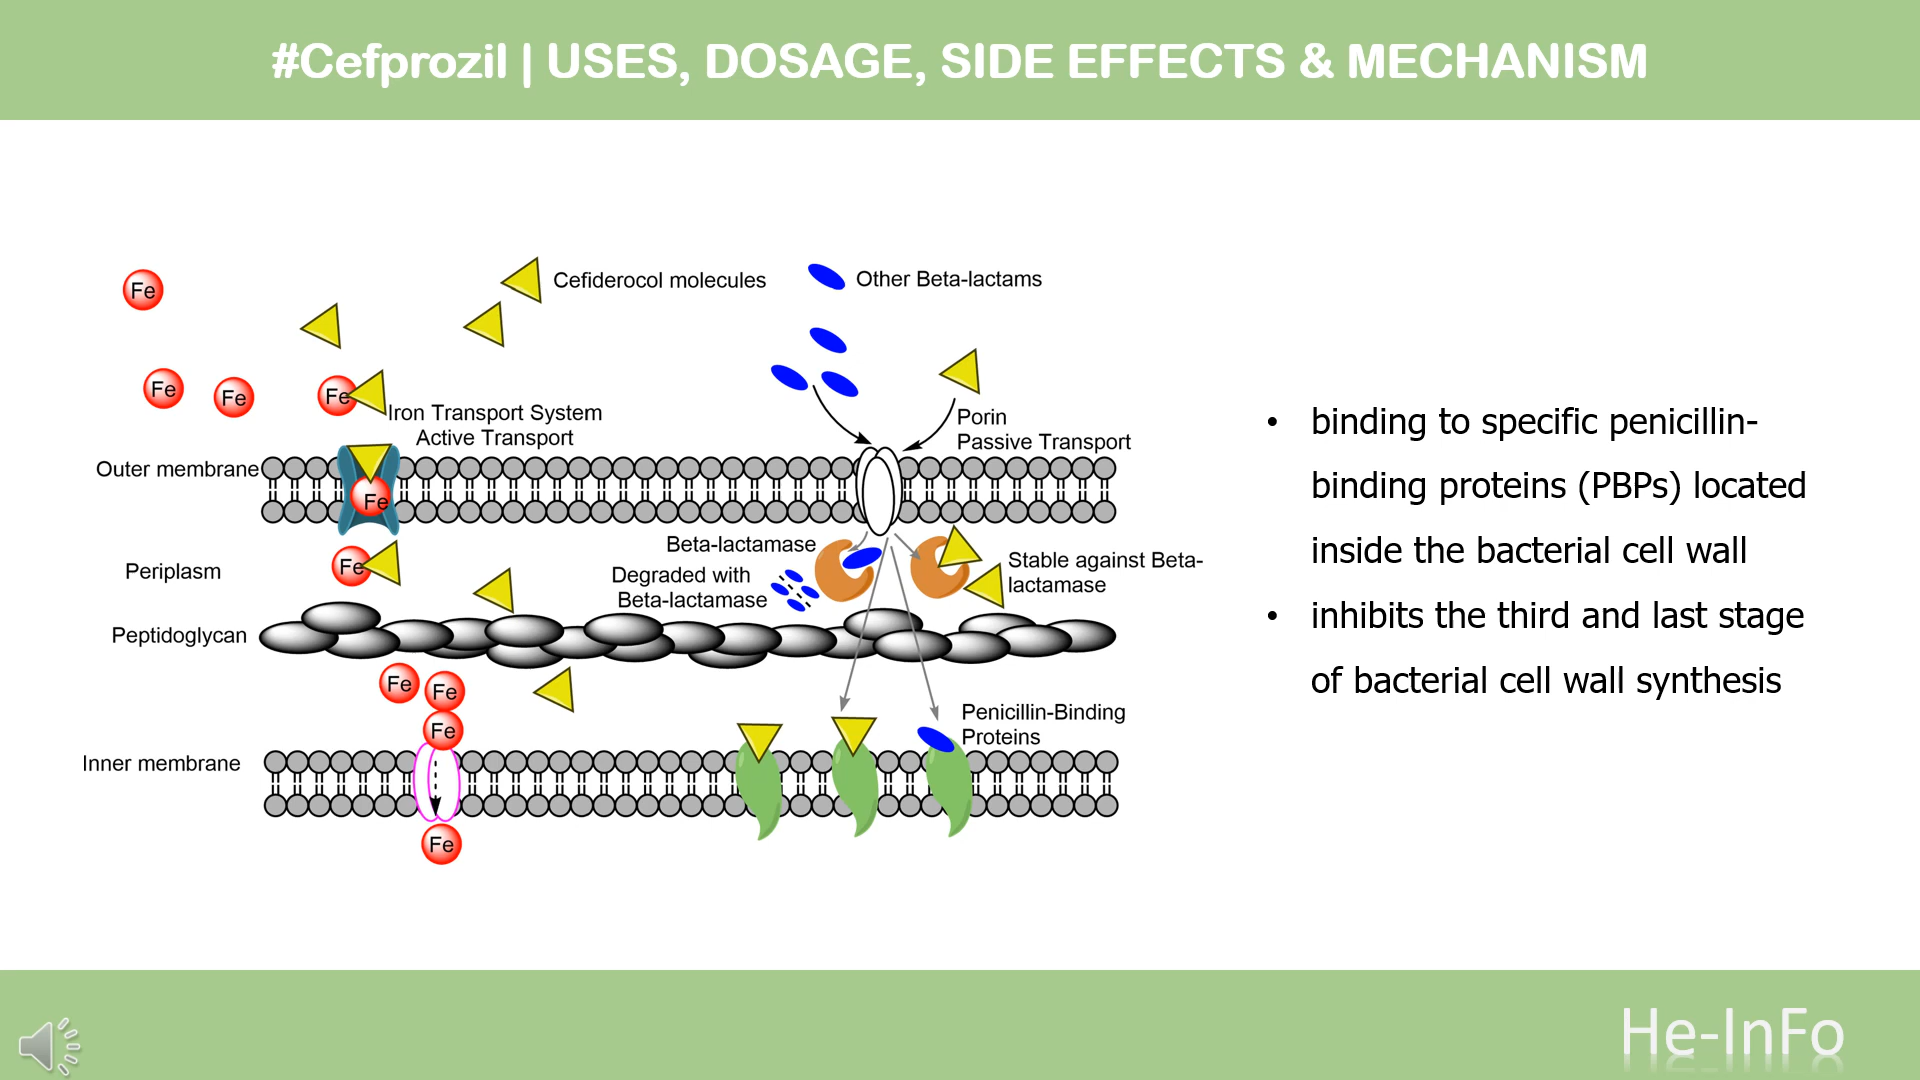 #Cefprozil | USES, DOSAGE, SIDE EFFECTS & MECHANISM
Cefiderocol molecules
Other Beta-lactams
Fe
Fe
Fe
Fe
Iron Transport System
Active Transport
Porin
Passive Transport
Outer membrane
Fe
Beta-lactamase
Degraded with
Beta-lactamase
Stable against Beta-
lactamase
Periplasm
Fe
Peptidoglycan
Fe
Fe
Fe
Penicillin-Binding
Proteins
Inner membrane
Fe
• binding to specific penicillin-
binding proteins (PBPs) located
inside the bacterial cell wall
• inhibits the third and last stage
of bacterial cell wall synthesis
He-InFo